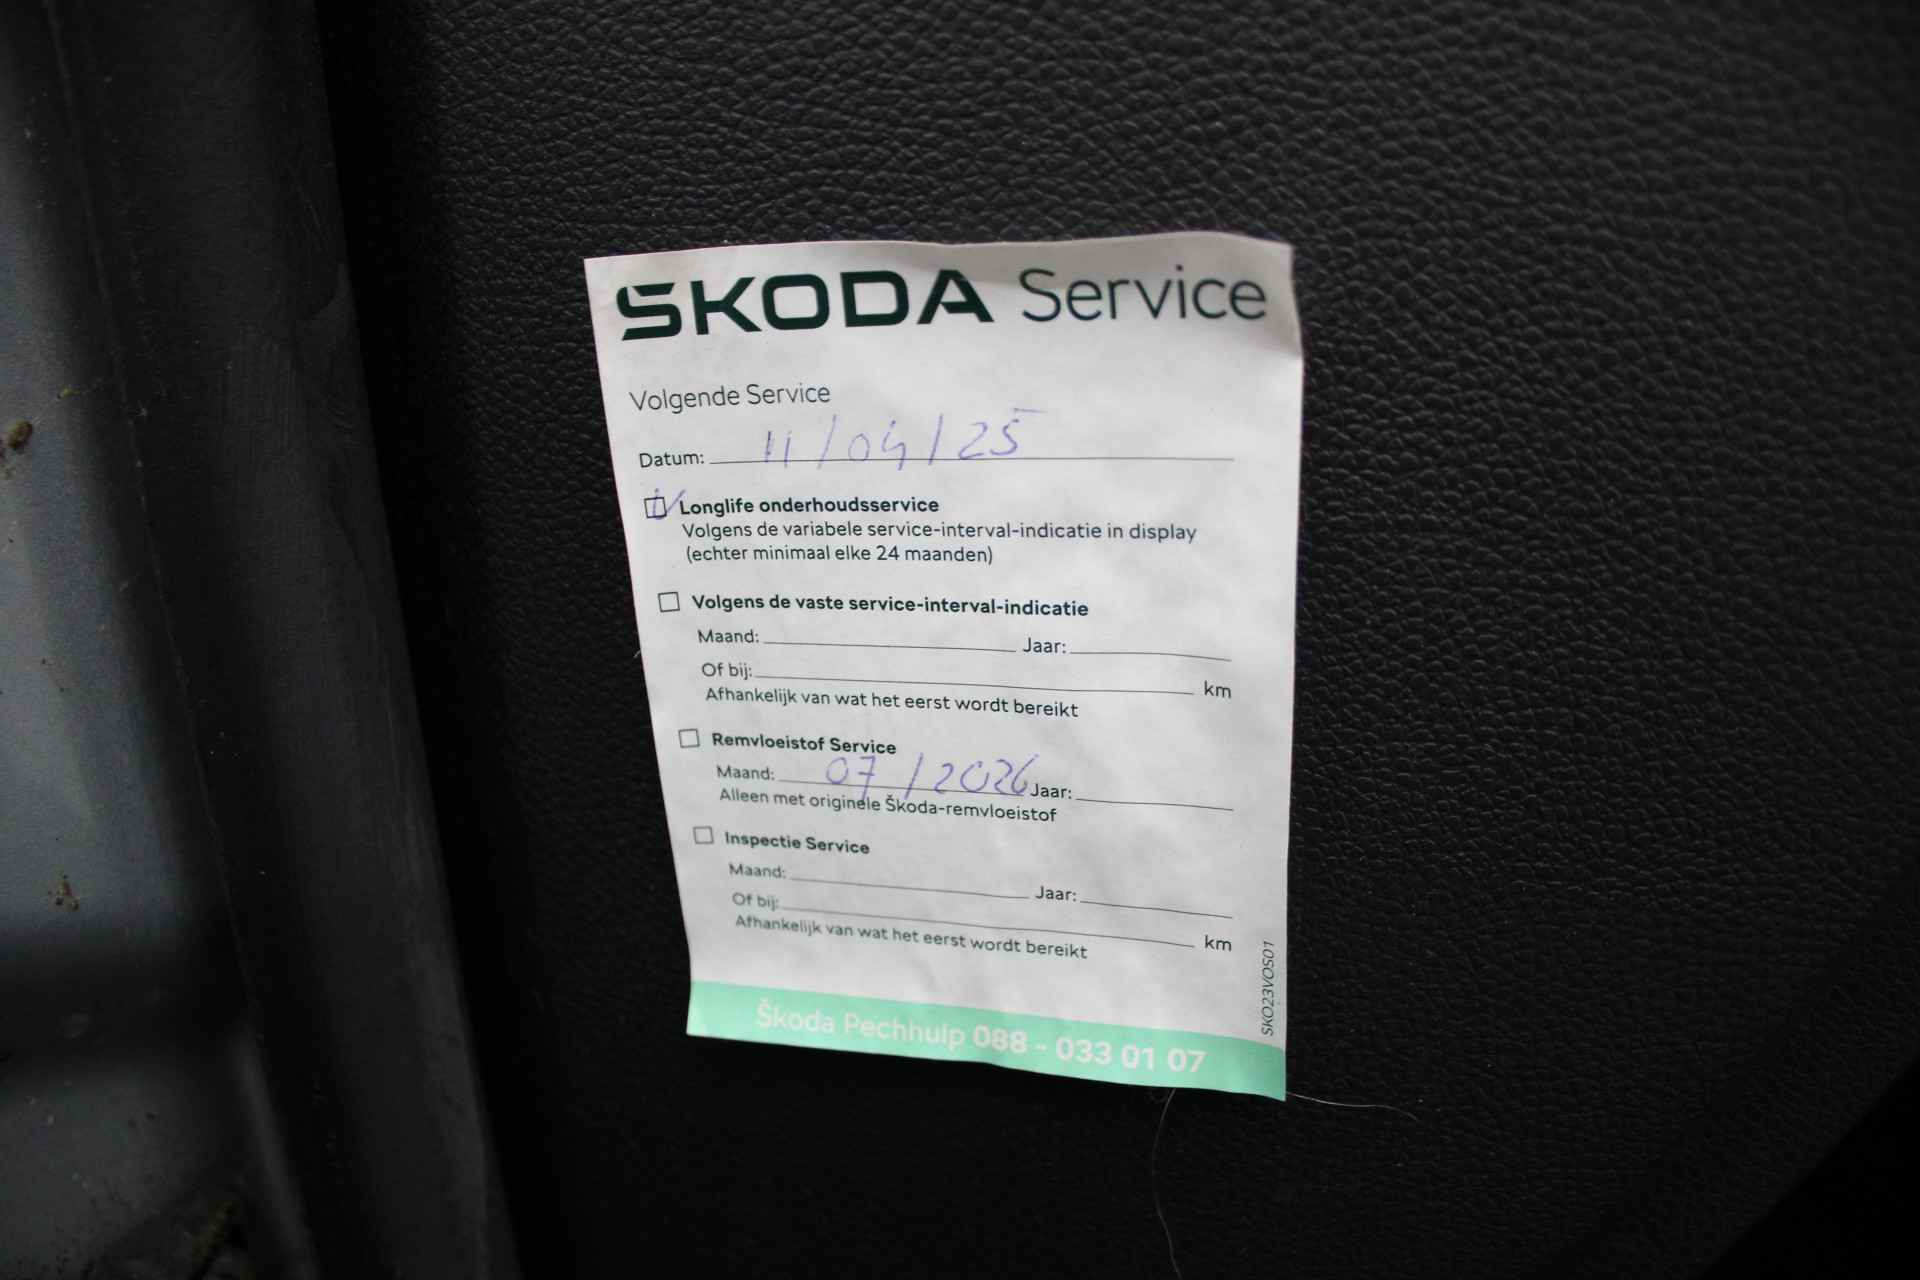 ŠKODA Service
Volgende Service
Datum: 11/04/25
Longlife onderhoudsservice
Volgens de variabele service-interval-indicatie in display
(echter minimaal elke 24 maanden)
Volgens de vaste service-interval-indicatie
Maand: Jaar:
Of bij: km
Afhankelijk van wat het eerst wordt bereikt
Remvloeistof Service
Maand: 07/2026 Jaar:
Alleen met originele Škoda-remvloeistof
Inspectie Service
Maand: Jaar:
Of bij: km
Afhankelijk van wat het eerst wordt bereikt
SKO23VOS01
Škoda Pechhulp 088 - 033 01 07